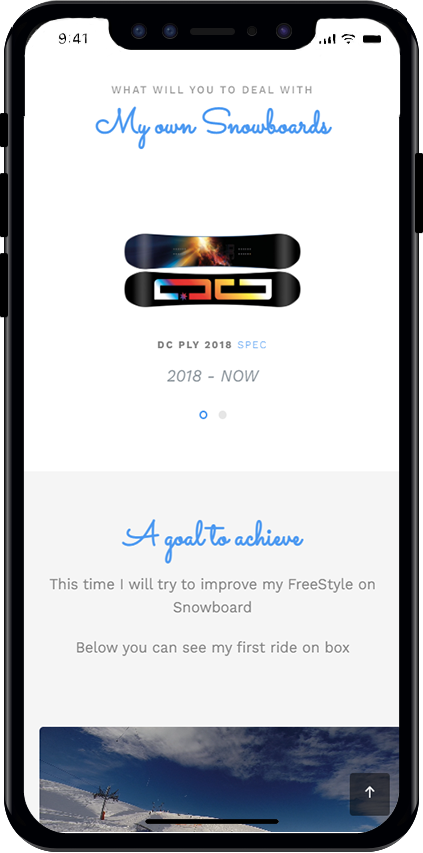 9:41
WHAT WILL YOU TO DEAL WITH
My own Snowboards
DC PLY 2018 SPEC
2018 - NOW
A goal to achieve
This time I will try to improve my FreeStyle on
Snowboard
Below you can see my first ride on box